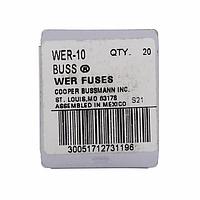 WER-10 QTY. 20
BUSS ®
WER FUSES
COOPER BUSSMANN INC.
ST. LOUIS, MO 63178
ASSEMBLED IN MEXICO S21
30051712731196